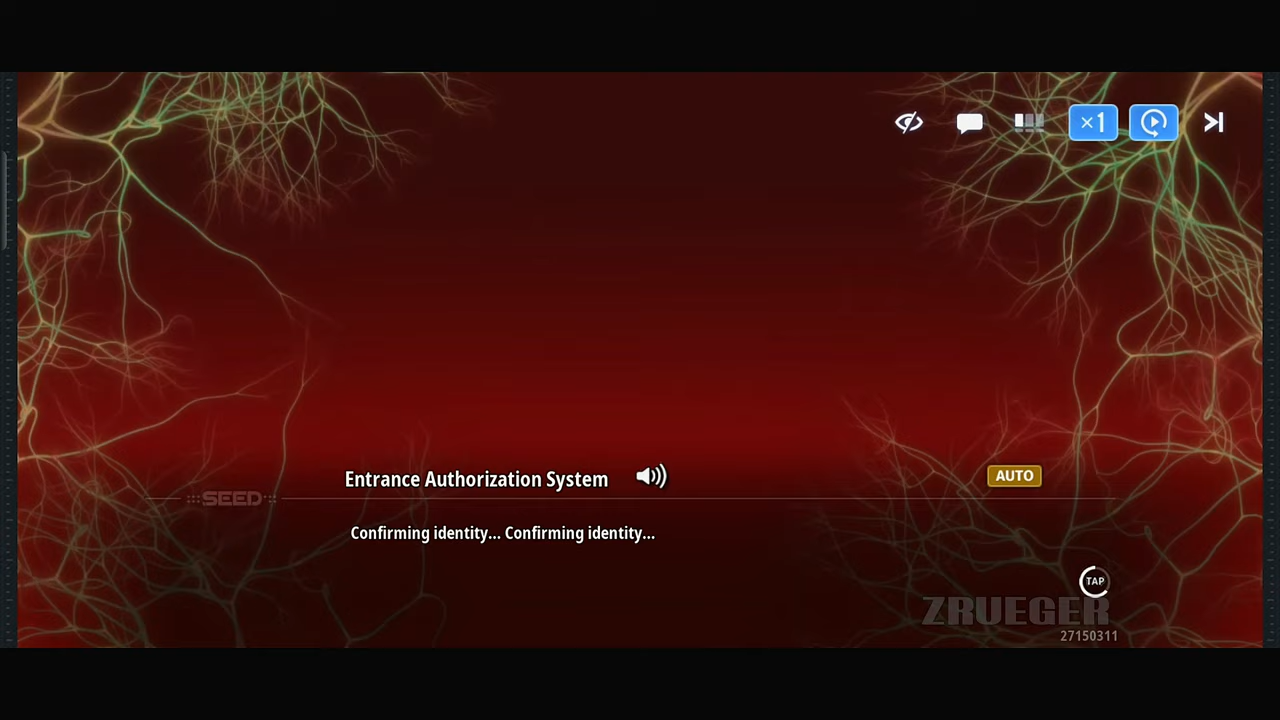 ×1
Entrance Authorization System
AUTO
SEED
Confirming identity... Confirming identity...
TAP
ZRUEGER
27150311